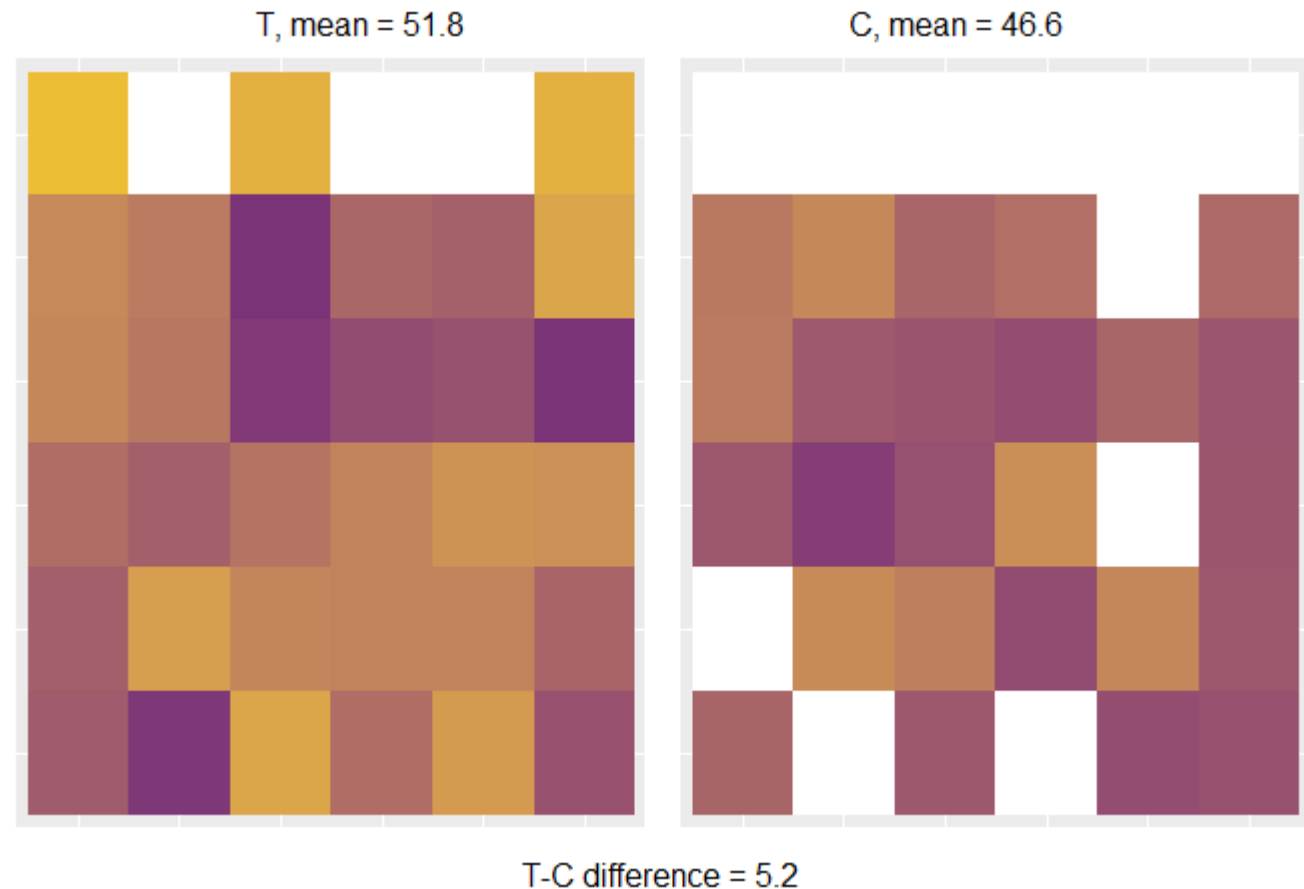 T, mean = 51.8
C, mean = 46.6
T-C difference = 5.2